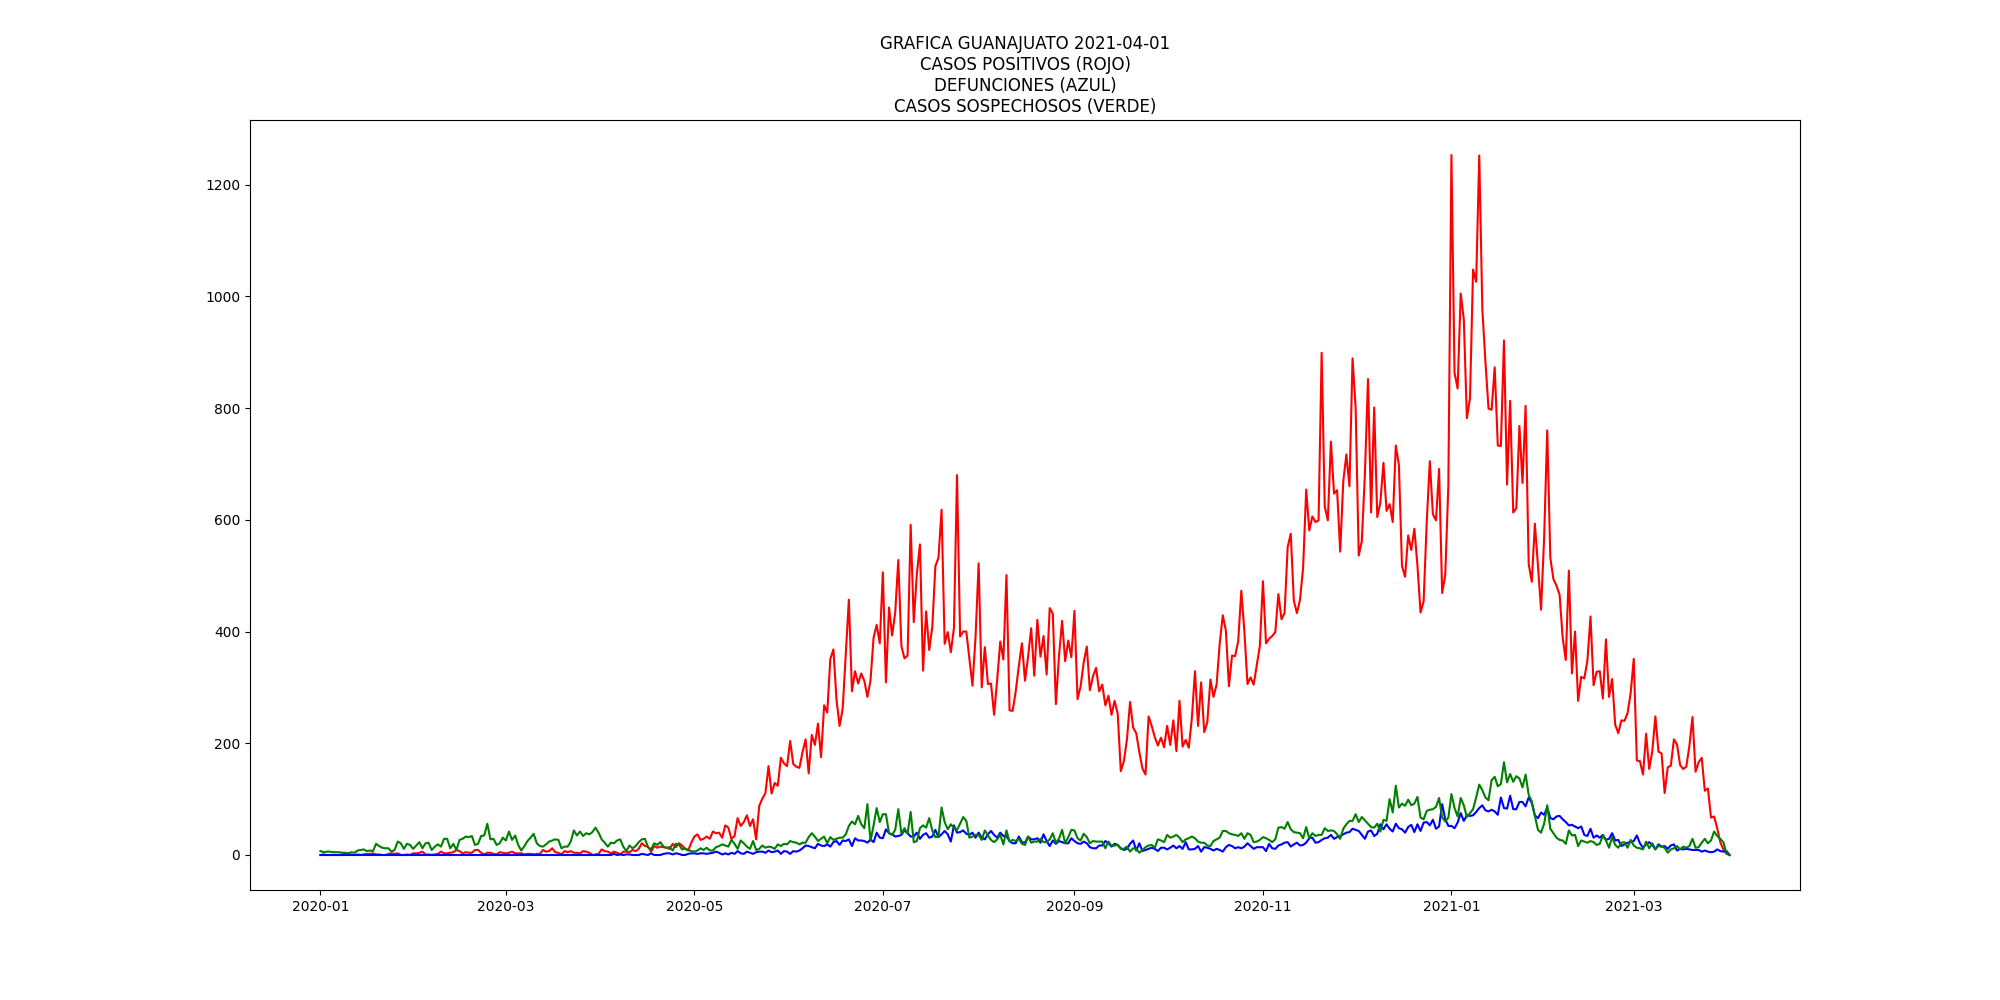 GRAFICA GUANAJUATO 2021-04-01
CASOS POSITIVOS (ROJO)
DEFUNCIONES (AZUL)
CASOS SOSPECHOSOS (VERDE)
1200
1000
800
600
400
200
0
2020-01 2020-03 2020-05 2020-07 2020-09 2020-11 2021-01 2021-03